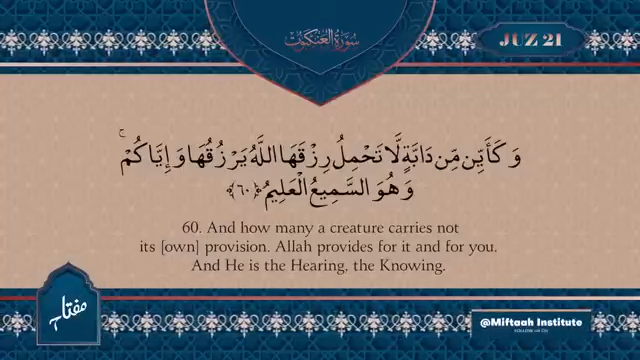 سورة العنكبوت
JUZ 21
وَكَأَيِّن مِّن دَابَّةٍ لَّا تَحْمِلُ رِزْقَهَا اللَّهُ يَرْزُقُهَا وَإِيَّاكُمْ ۚ
وَهُوَ السَّمِيعُ الْعَلِيمُ ﴿٦٠﴾
60. And how many a creature carries not
its [own] provision. Allah provides for it and for you.
And He is the Hearing, the Knowing.
مفتاح
@Miftaah Institute